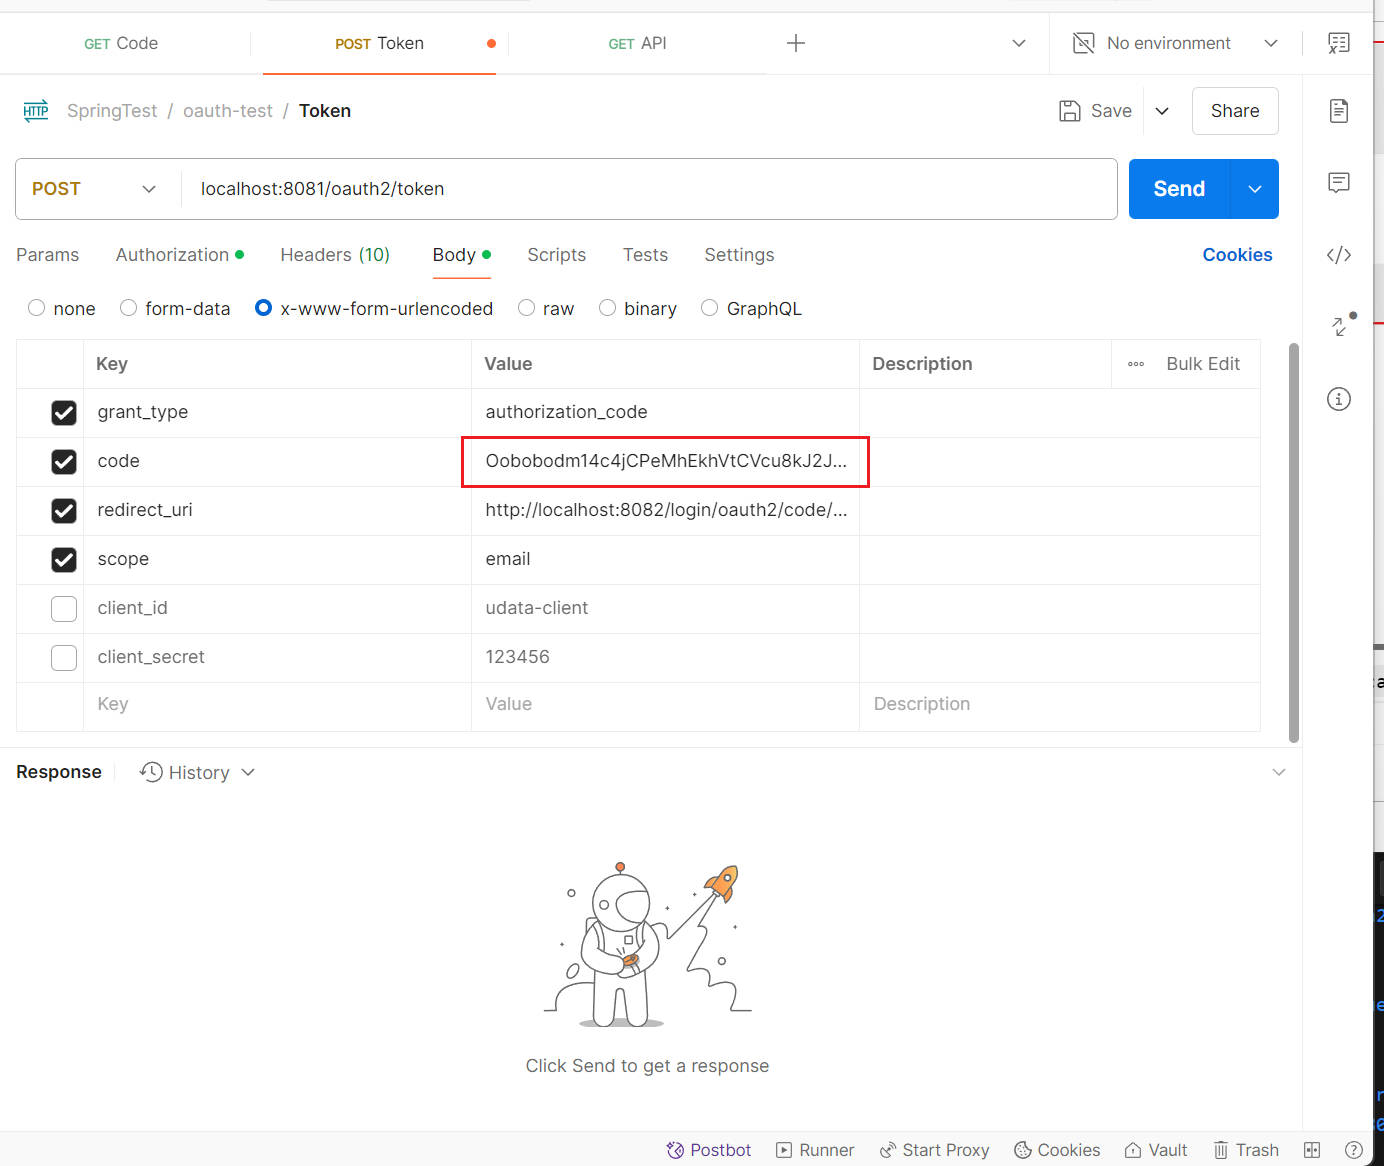 GET Code
POST Token
GET API
No environment
HTTP SpringTest / oauth-test / Token
Save
Share
POST
localhost:8081/oauth2/token
Send
Params
Authorization
Headers (10)
Body
Scripts
Tests
Settings
Cookies
none
form-data
x-www-form-urlencoded
raw
binary
GraphQL
Key Value Description
Bulk Edit
grant_type authorization_code
code Oobobodm14c4jCPeMhEkhVtCVcu8kJ2J...
redirect_uri http://localhost:8082/login/oauth2/code/...
scope email
client_id udata-client
client_secret 123456
Key Value Description
Response
History
Click Send to get a response
Postbot
Runner
Start Proxy
Cookies
Vault
Trash